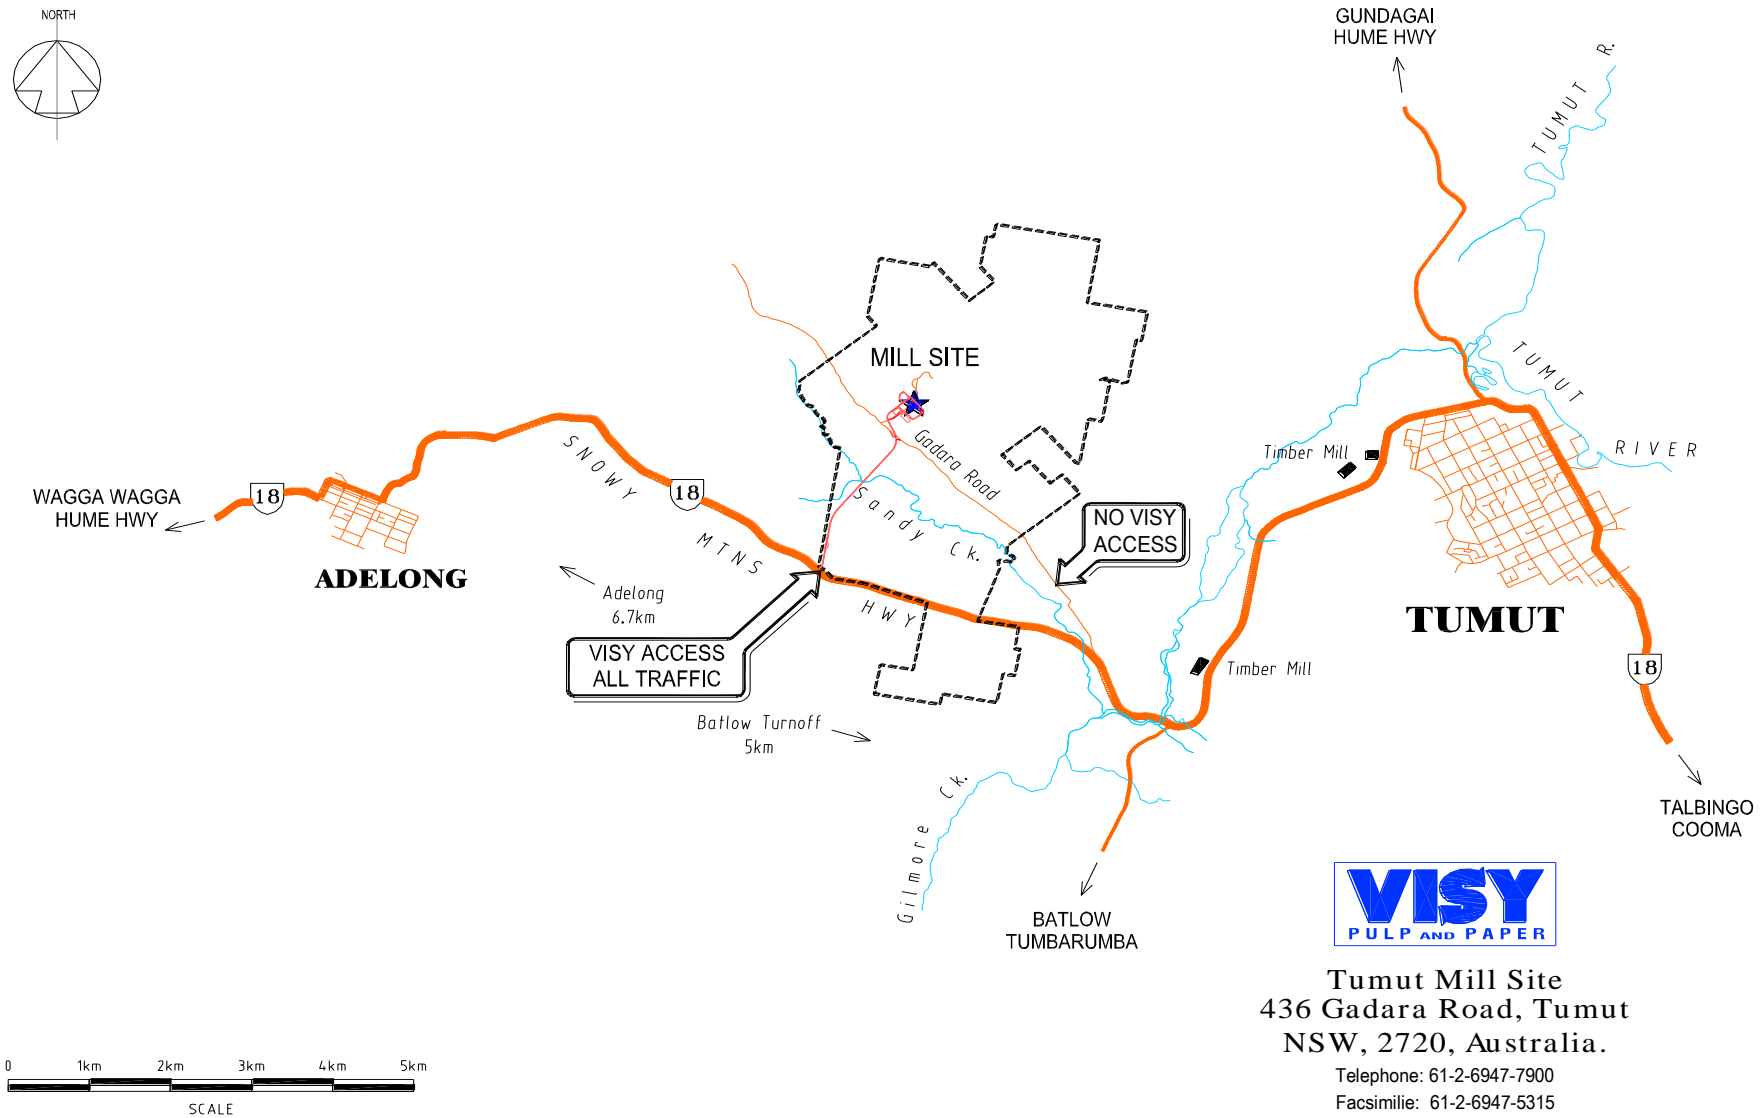 NORTH
GUNDAGAI
HUME HWY
TUMUT R.
MILL SITE
Gadara Road
TUMUT
RIVER
Timber Mill
SNOWY
MTNS
HWY
18
18
WAGGA WAGGA
HUME HWY
ADELONG
Sandy Ck.
NO VISY
ACCESS
Adelong
6.7km
VISY ACCESS
ALL TRAFFIC
TUMUT
Timber Mill
18
Batlow Turnoff
5km
Gilmore Ck.
TALBINGO
COOMA
BATLOW
TUMBARUMBA
VISY
PULP AND PAPER
Tumut Mill Site
436 Gadara Road, Tumut
NSW, 2720, Australia.
Telephone: 61-2-6947-7900
Facsimilie: 61-2-6947-5315
0 1km 2km 3km 4km 5km
SCALE